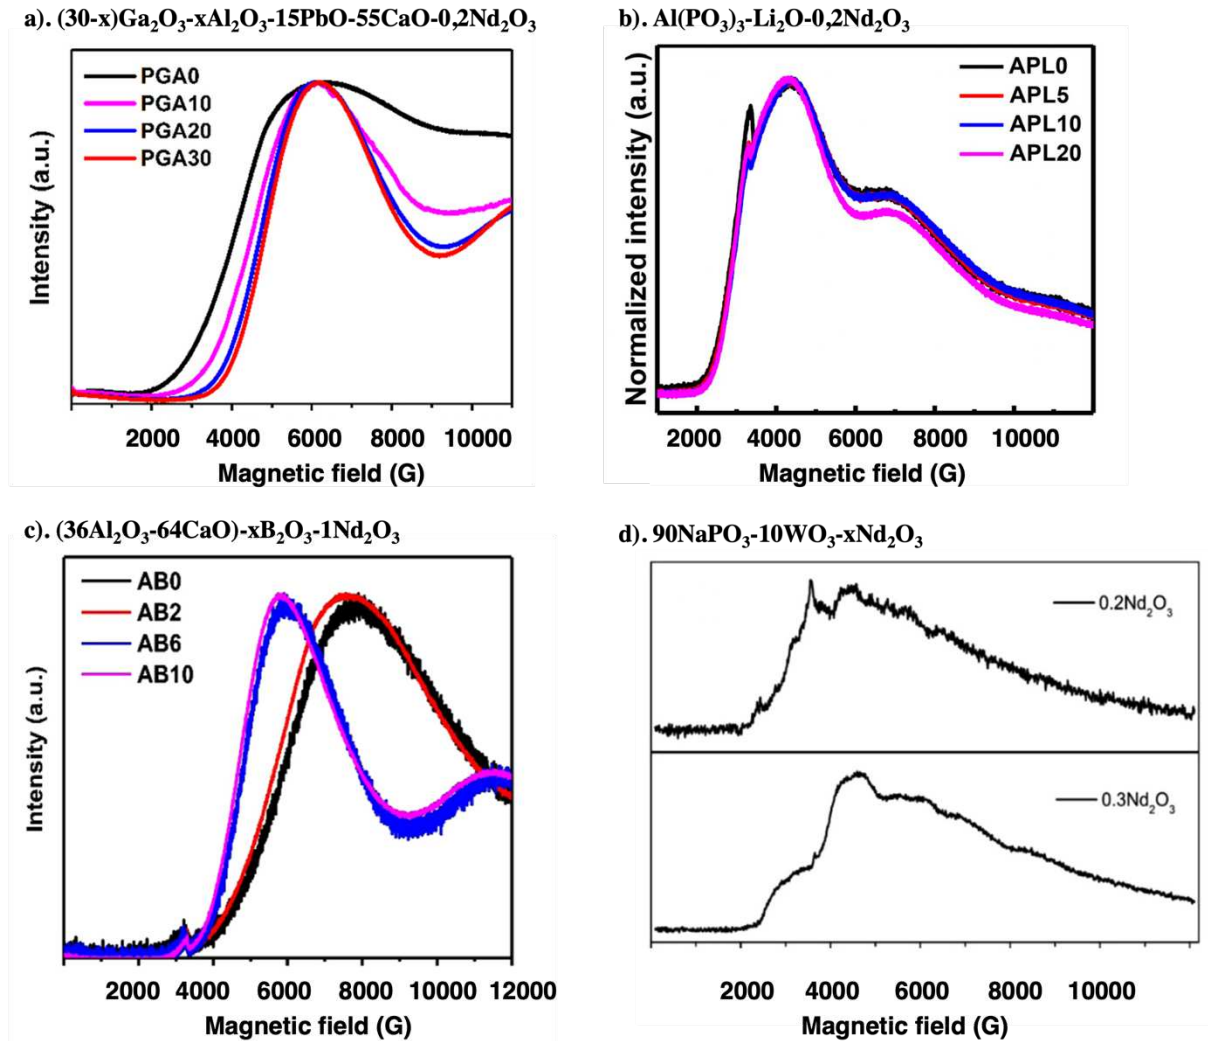 a). (30-x)Ga₂O₃-xAl₂O₃-15PbO-55CaO-0,2Nd₂O₃
PGA0
PGA10
PGA20
PGA30
Intensity (a.u.)
2000 4000 6000 8000 10000
Magnetic field (G)
b). Al(PO₃)₃-Li₂O-0,2Nd₂O₃
APL0
APL5
APL10
APL20
Normalized intensity (a.u.)
2000 4000 6000 8000 10000
Magnetic field (G)
c). (36Al₂O₃-64CaO)-xB₂O₃-1Nd₂O₃
AB0
AB2
AB6
AB10
Intensity (a.u.)
2000 4000 6000 8000 10000 12000
Magnetic field (G)
d). 90NaPO₃-10WO₃-xNd₂O₃
0.2Nd₂O₃
0.3Nd₂O₃
2000 4000 6000 8000 10000
Magnetic field (G)